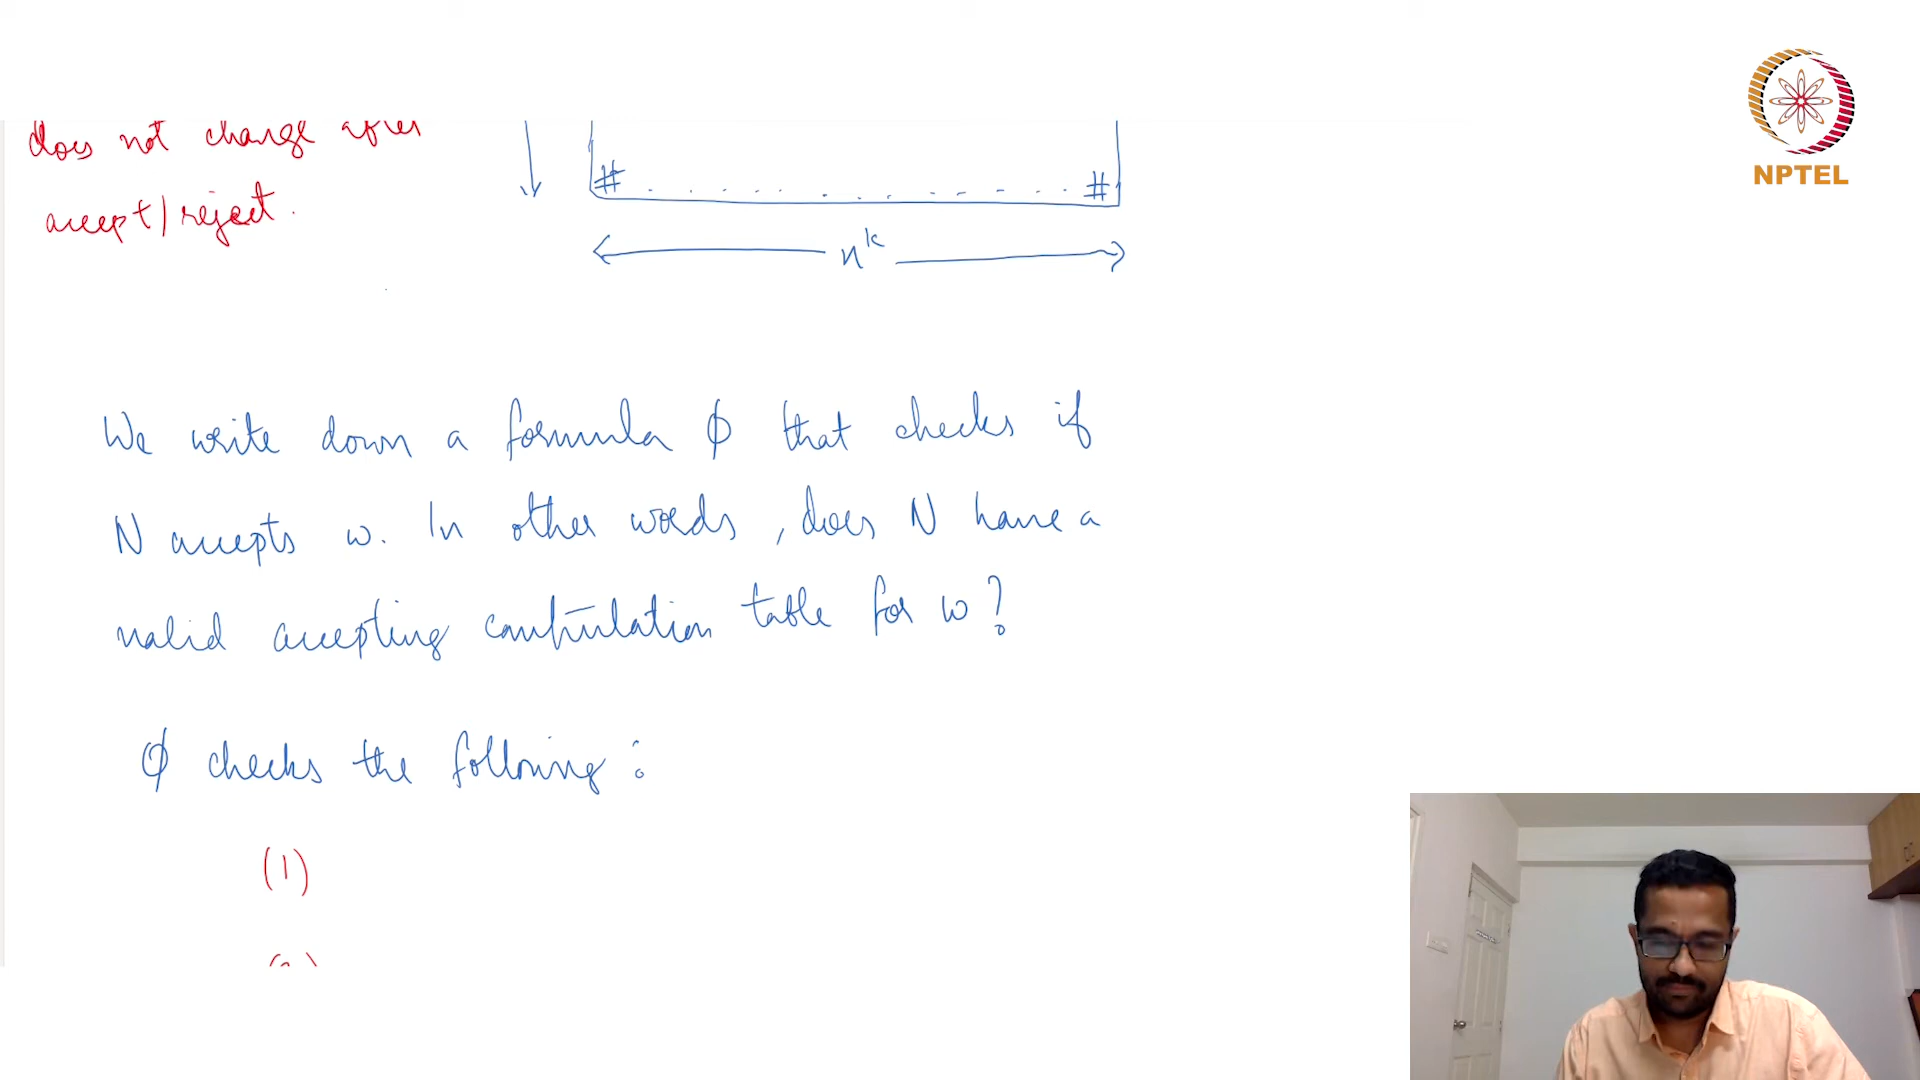 does not change after
accept/reject.
# . . . . . . . . . . . . #
n^k
NPTEL
We write down a formula ϕ that checks if
N accepts w. In other words, does N have a
valid accepting computation table for w?
ϕ checks the following :
(1)